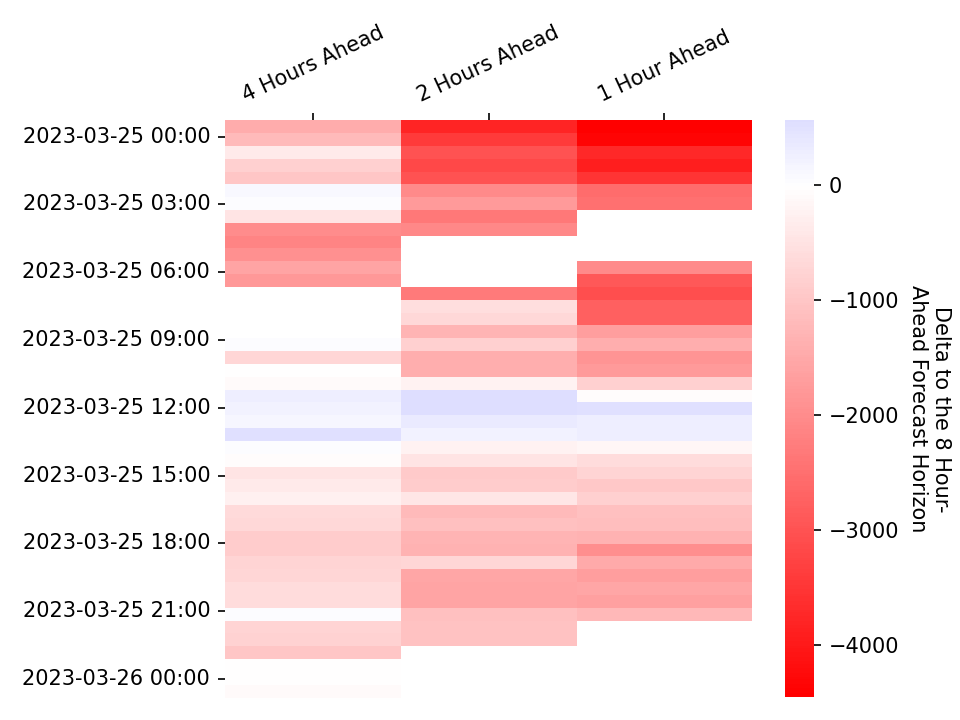 4 Hours Ahead
2 Hours Ahead
1 Hour Ahead
2023-03-25 00:00
2023-03-25 03:00
2023-03-25 06:00
2023-03-25 09:00
2023-03-25 12:00
2023-03-25 15:00
2023-03-25 18:00
2023-03-25 21:00
2023-03-26 00:00
0
−1000
−2000
−3000
−4000
Delta to the 8 Hour-
Ahead Forecast Horizon